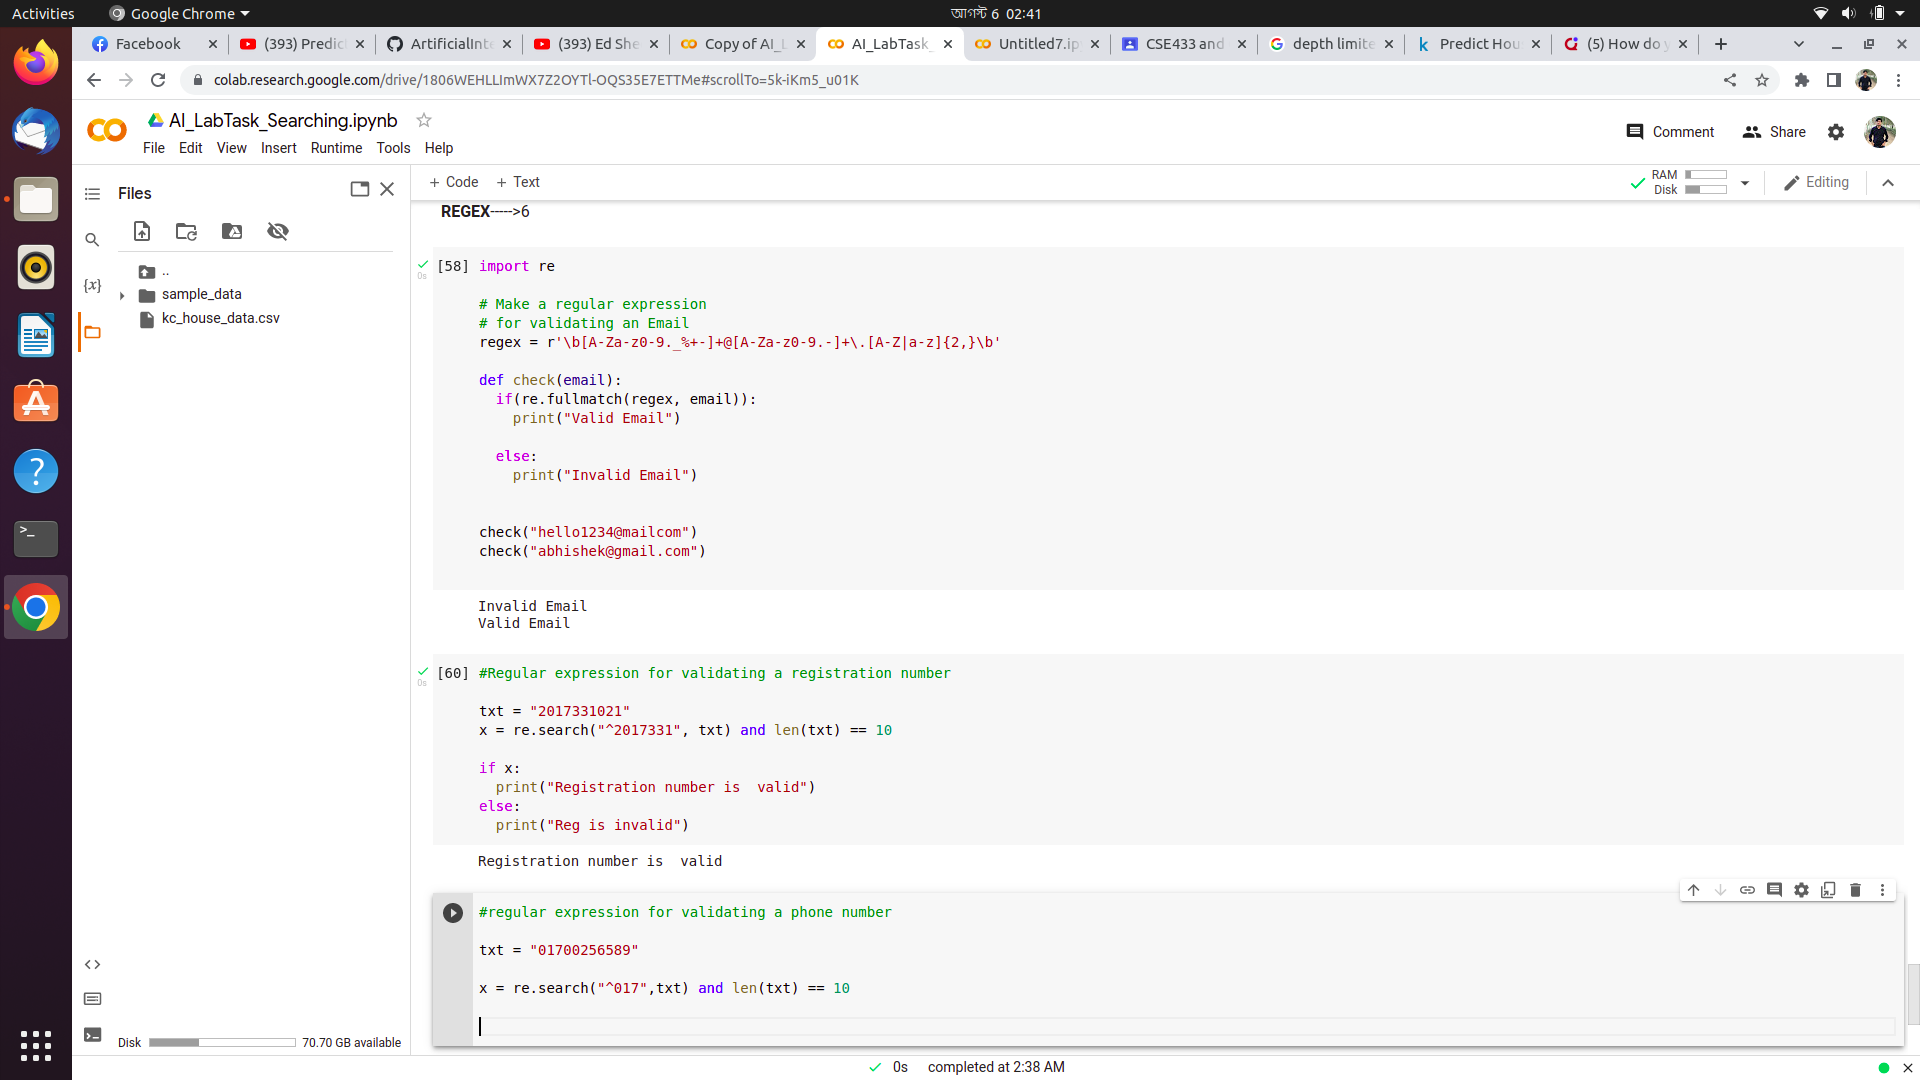 Activities
Google Chrome
আগস্ট 6 02:41
Facebook
(393) Predic
ArtificialInte
(393) Ed She
Copy of AI_L
AI_LabTask_
Untitled7.ip
CSE433 and
depth limite
Predict Hou
(5) How do y
colab.research.google.com/drive/1806WEHLLImWX7Z2OYTl-OQS35E7ETTMe#scrollTo=5k-iKm5_u01K
AI_LabTask_Searching.ipynb
File Edit View Insert Runtime Tools Help
Comment
Share
Files
+ Code + Text
RAM
Disk
Editing
..
sample_data
kc_house_data.csv
{x}
REGEX----->6
[58] import re
0s
# Make a regular expression
# for validating an Email
regex = r'\b[A-Za-z0-9._%+-]+@[A-Za-z0-9.-]+\.[A-Z|a-z]{2,}\b'
def check(email):
if(re.fullmatch(regex, email)):
print("Valid Email")
else:
print("Invalid Email")
check("hello1234@mailcom")
check("abhishek@gmail.com")
Invalid Email
Valid Email
[60] #Regular expression for validating a registration number
0s
txt = "2017331021"
x = re.search("^2017331", txt) and len(txt) == 10
if x:
print("Registration number is  valid")
else:
print("Reg is invalid")
Registration number is  valid
#regular expression for validating a phone number
txt = "01700256589"
x = re.search("^017",txt) and len(txt) == 10
Disk
70.70 GB available
0s completed at 2:38 AM